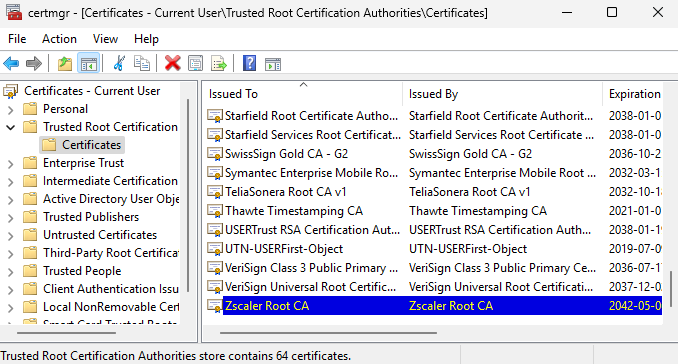 certmgr - [Certificates - Current User\Trusted Root Certification Authorities\Certificates]
File Action View Help
Certificates - Current User
Personal
Trusted Root Certification
Certificates
Enterprise Trust
Intermediate Certification
Active Directory User Obje
Trusted Publishers
Untrusted Certificates
Third-Party Root Certifica
Trusted People
Client Authentication Issu
Local NonRemovable Cert
Smart Card Trusted Roots
Issued To Issued By Expiration
Starfield Root Certificate Autho... Starfield Root Certificate Authorit... 2038-01-0
Starfield Services Root Certificat... Starfield Services Root Certificate ... 2038-01-0
SwissSign Gold CA - G2 SwissSign Gold CA - G2 2036-10-2
Symantec Enterprise Mobile Ro... Symantec Enterprise Mobile Root ... 2032-03-1
TeliaSonera Root CA v1 TeliaSonera Root CA v1 2032-10-1
Thawte Timestamping CA Thawte Timestamping CA 2021-01-0
USERTrust RSA Certification Aut... USERTrust RSA Certification Auth... 2038-01-1
UTN-USERFirst-Object UTN-USERFirst-Object 2019-07-0
VeriSign Class 3 Public Primary ... VeriSign Class 3 Public Primary Ce... 2036-07-1
VeriSign Universal Root Certific... VeriSign Universal Root Certificati... 2037-12-0
Zscaler Root CA Zscaler Root CA 2042-05-0
Trusted Root Certification Authorities store contains 64 certificates.